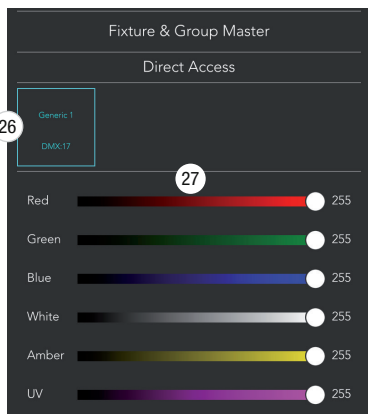 Fixture & Group Master
Direct Access
26
Generic 1
DMX:17
27
Red 255
Green 255
Blue 255
White 255
Amber 255
UV 255